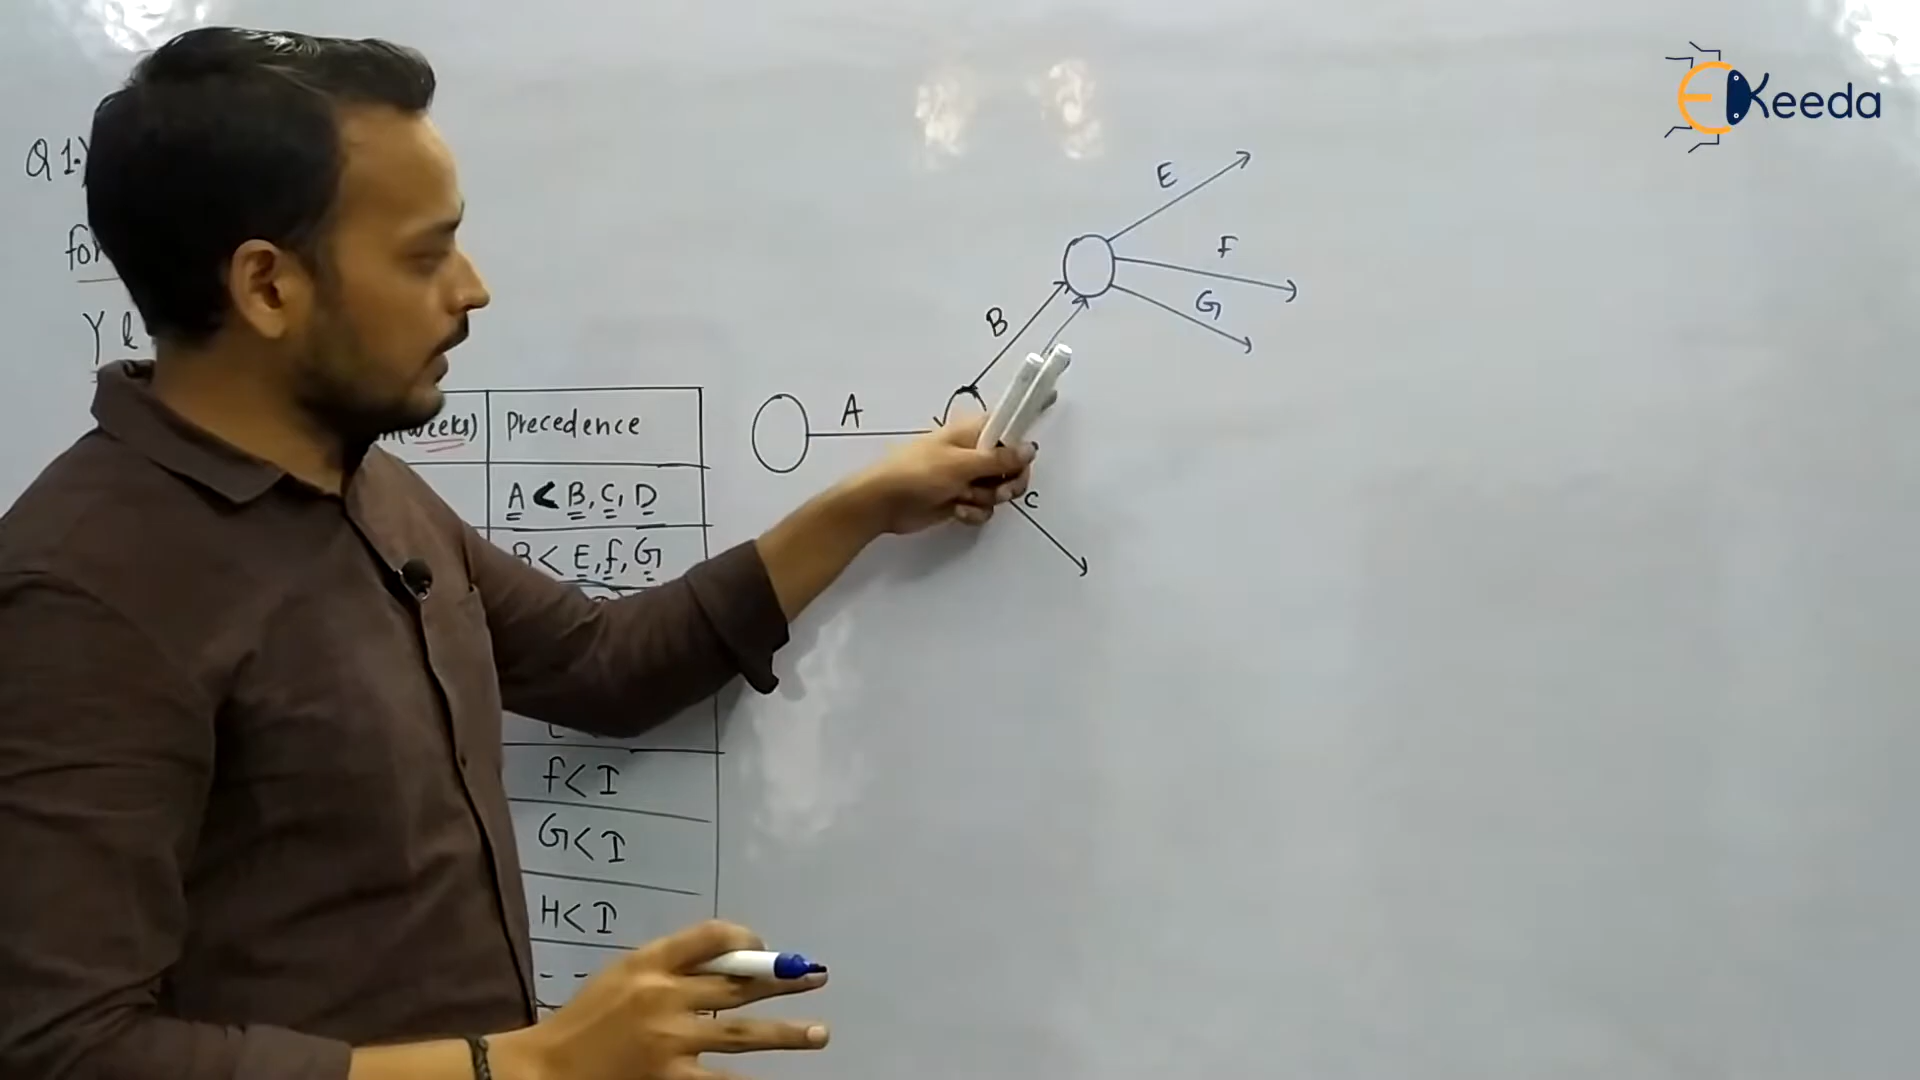 Q 1.)
for
Y &
(weeks) Precedence
A < B, C, D
B < E, f, G
f < I
G < I
H < I
- -
A
B
C
E
F
G
EKeeda